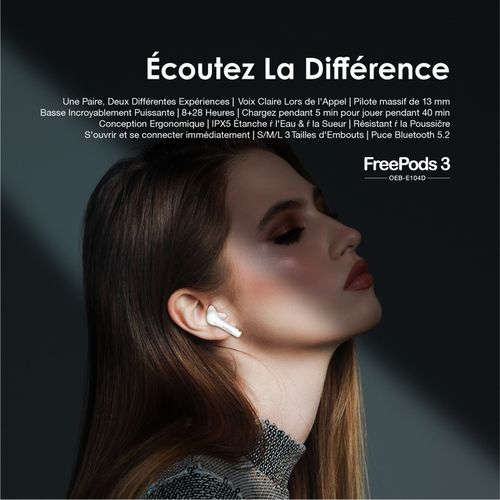 Écoutez La Différence
Une Paire, Deux Différentes Expériences | Voix Claire Lors de l'Appel | Pilote massif de 13 mm
Basse Incroyablement Puissante | 8+28 Heures | Chargez pendant 5 min pour jouer pendant 40 min
Conception Ergonomique | IPX5 Étanche ŕ l'Eau & ŕ la Sueur | Résistant ŕ la Poussičre
S'ouvrir et se connecter immédiatement | S/M/L 3 Tailles d'Embouts | Puce Bluetooth 5.2
FreePods 3
OEB-E104D